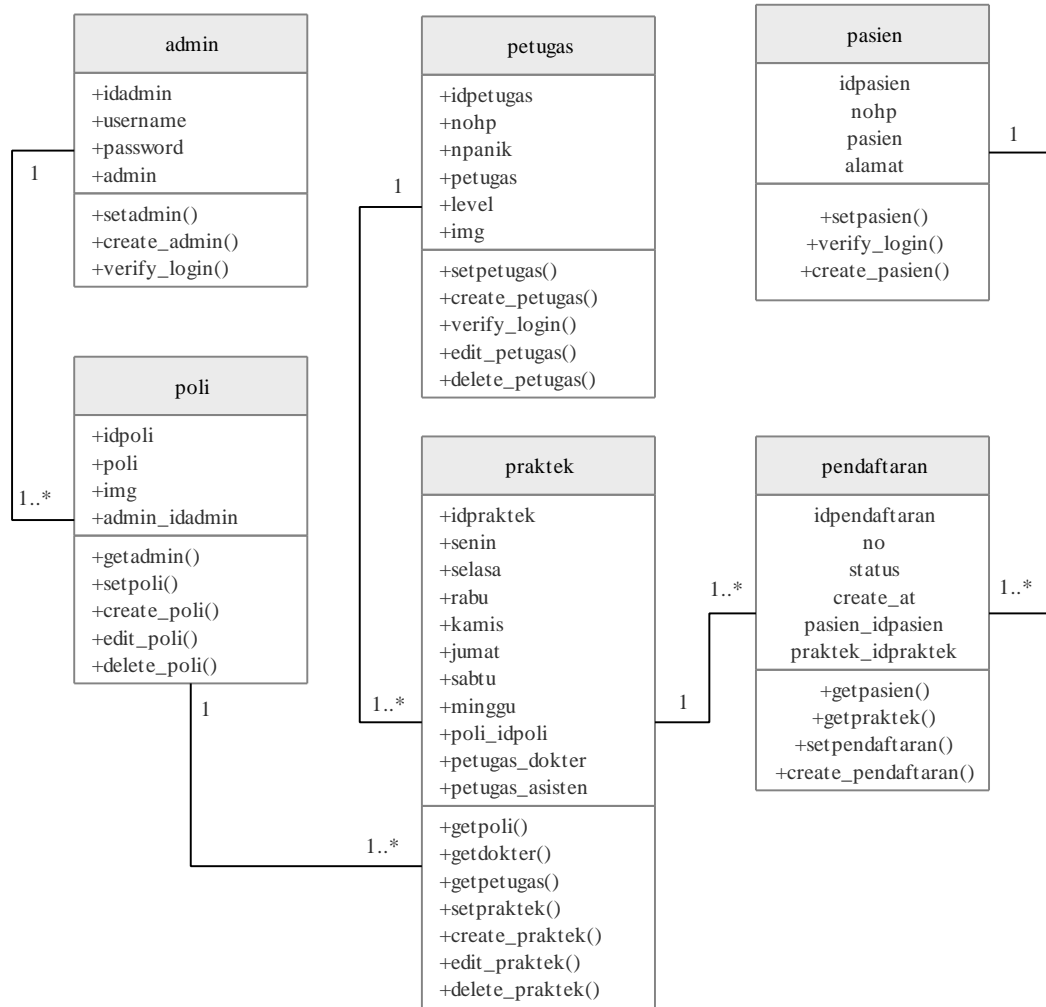 admin
+idadmin
+username
+password
+admin
+setadmin()
+create_admin()
+verify_login()
1
1..*
poli
+idpoli
+poli
+img
+admin_idadmin
+getadmin()
+setpoli()
+create_poli()
+edit_poli()
+delete_poli()
1
1..*
petugas
+idpetugas
+nohp
+npanik
+petugas
+level
+img
+setpetugas()
+create_petugas()
+verify_login()
+edit_petugas()
+delete_petugas()
1
1..*
praktek
+idpraktek
+senin
+selasa
+rabu
+kamis
+jumat
+sabtu
+minggu
+poli_idpoli
+petugas_dokter
+petugas_asisten
+getpoli()
+getdokter()
+getpetugas()
+setpraktek()
+create_praktek()
+edit_praktek()
+delete_praktek()
1
1..*
pasien
idpasien
nohp
pasien
alamat
+setpasien()
+verify_login()
+create_pasien()
1
1..*
pendaftaran
idpendaftaran
no
status
create_at
pasien_idpasien
praktek_idpraktek
+getpasien()
+getpraktek()
+setpendaftaran()
+create_pendaftaran()